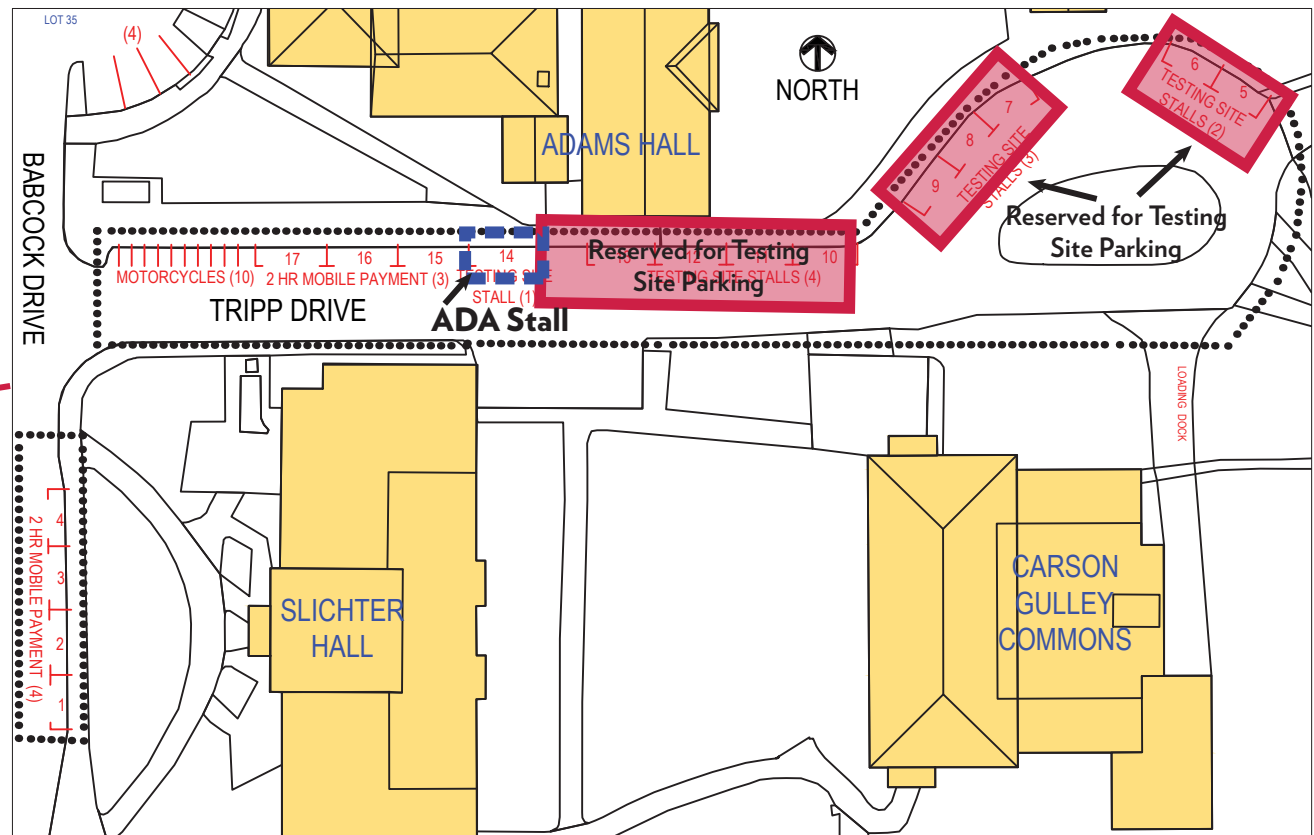 LOT 35
(4)
NORTH
6
5
TESTING SITE
STALLS (2)
7
8
9
TESTING SITE
STALLS (3)
ADAMS HALL
BABCOCK DRIVE
Reserved for Testing
Site Parking
Reserved for Testing
Site Parking
17
16
15
14
12
10
MOTORCYCLES (10)
2 HR MOBILE PAYMENT (3)
TESTING SITE
STALL (1)
TESTING SITE STALLS (4)
TRIPP DRIVE
ADA Stall
LOADING DOCK
4
3
2
1
2 HR MOBILE PAYMENT (4)
SLICHTER
HALL
CARSON
GULLEY
COMMONS